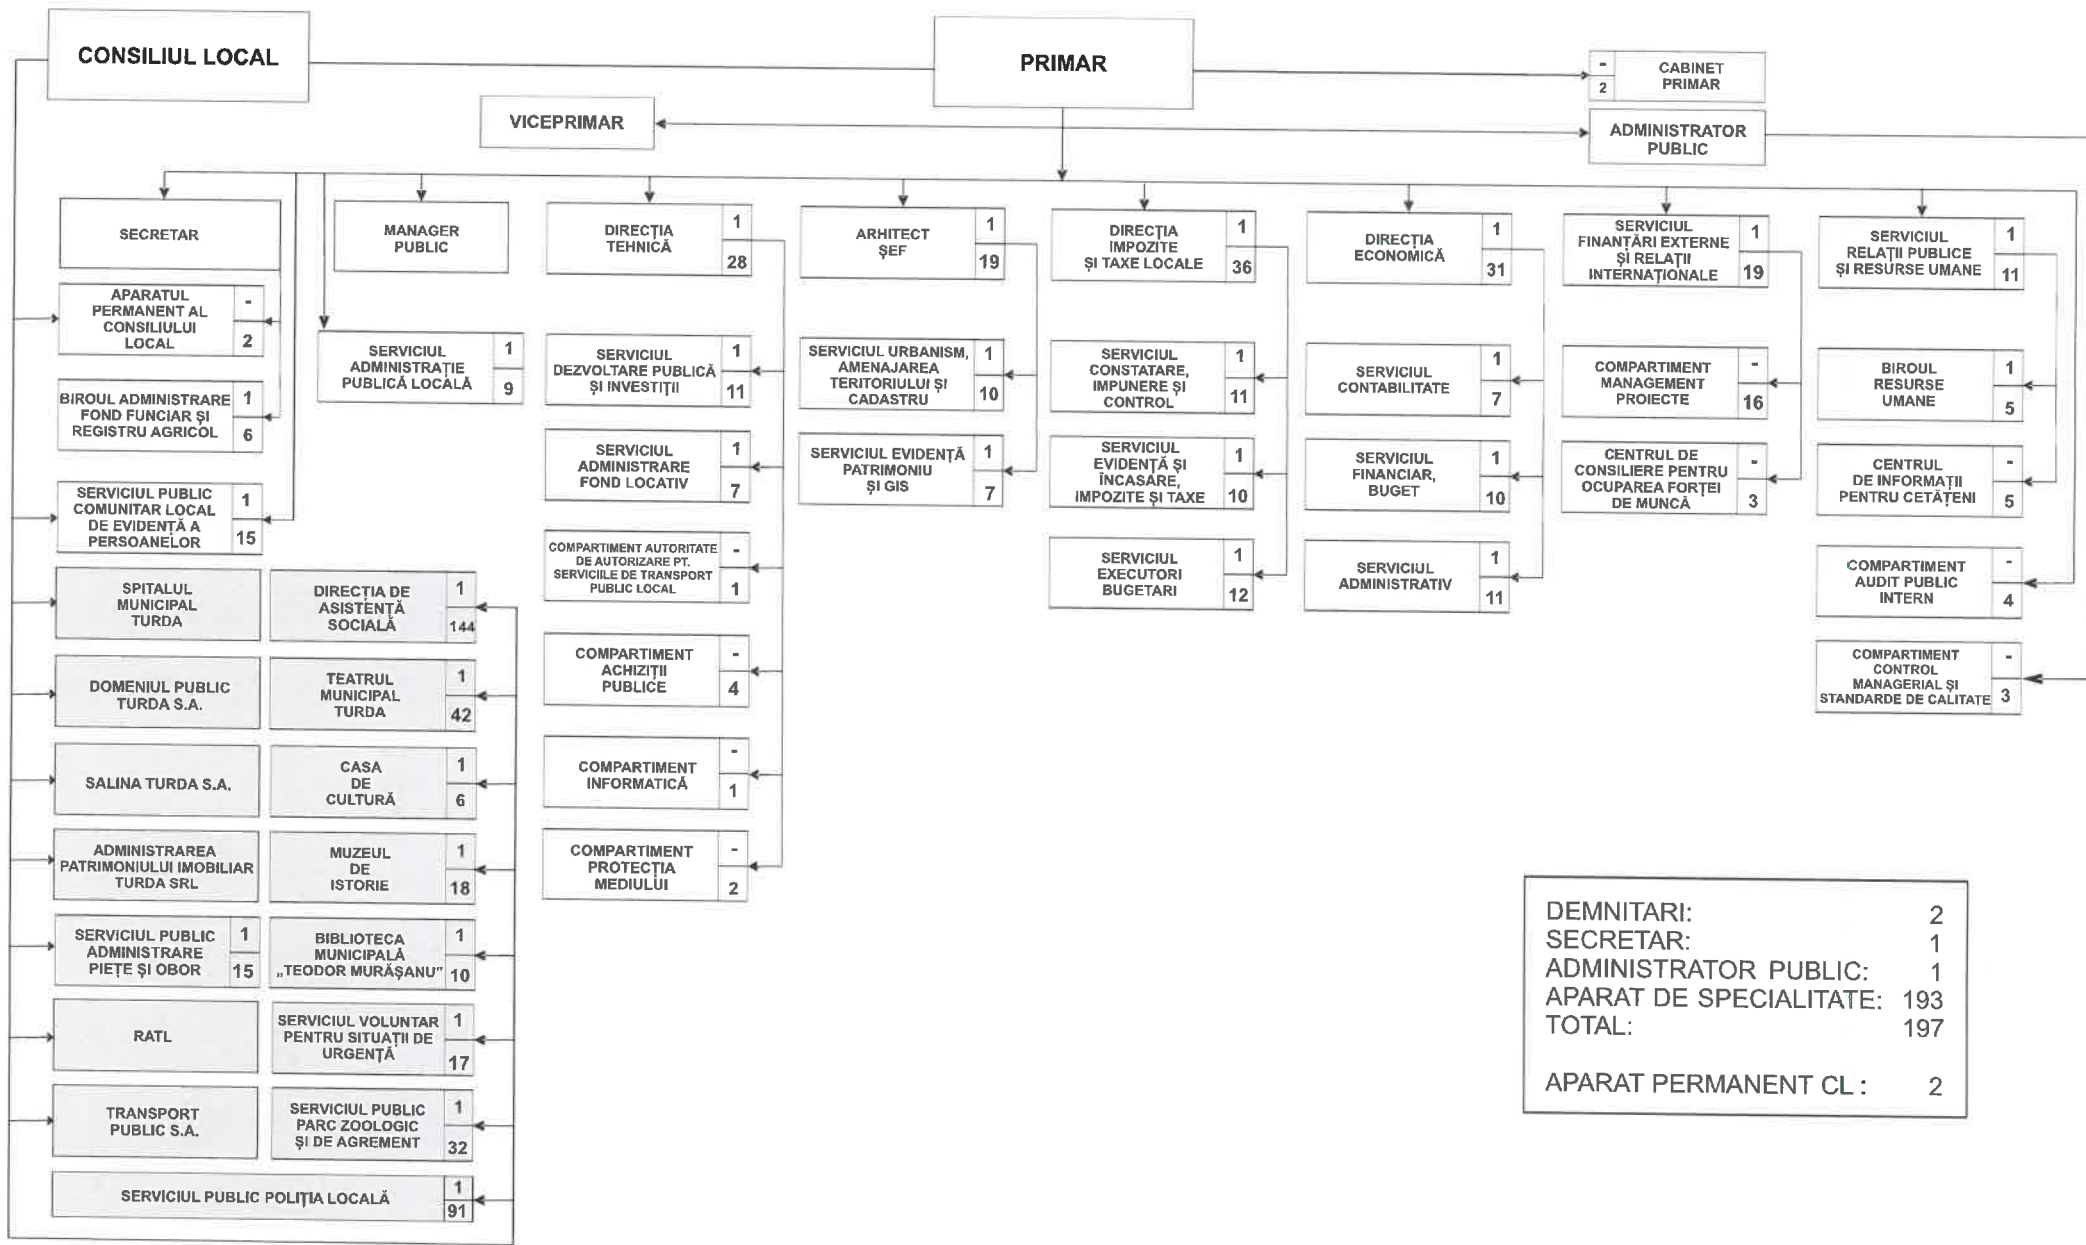 CONSILIUL LOCAL
PRIMAR
-
2
CABINET
PRIMAR
VICEPRIMAR
ADMINISTRATOR
PUBLIC
SECRETAR
MANAGER
PUBLIC
DIRECȚIA
TEHNICĂ
1
28
ARHITECT
ȘEF
1
19
DIRECȚIA
IMPOZITE
ȘI TAXE LOCALE
1
36
DIRECȚIA
ECONOMICĂ
1
31
SERVICIUL
FINANȚĂRI EXTERNE
ȘI RELAȚII
INTERNAȚIONALE
1
19
SERVICIUL
RELAȚII PUBLICE
ȘI RESURSE UMANE
1
11
APARATUL
PERMANENT AL
CONSILIULUI
LOCAL
-
2
BIROUL ADMINISTRARE
FOND FUNCIAR ȘI
REGISTRU AGRICOL
1
6
SERVICIUL PUBLIC
COMUNITAR LOCAL
DE EVIDENȚĂ A
PERSOANELOR
1
15
SERVICIUL
ADMINISTRAȚIE
PUBLICĂ LOCALĂ
1
9
SERVICIUL
DEZVOLTARE PUBLICĂ
ȘI INVESTIȚII
1
11
SERVICIUL
ADMINISTRARE
FOND LOCATIV
1
7
COMPARTIMENT AUTORITATE
DE AUTORIZARE PT.
SERVICIILE DE TRANSPORT
PUBLIC LOCAL
-
1
COMPARTIMENT
ACHIZIȚII
PUBLICE
-
4
COMPARTIMENT
INFORMATICĂ
-
1
COMPARTIMENT
PROTECȚIA
MEDIULUI
-
2
SERVICIUL URBANISM,
AMENAJAREA
TERITORIULUI ȘI
CADASTRU
1
10
SERVICIUL EVIDENȚĂ
PATRIMONIU
ȘI GIS
1
7
SERVICIUL
CONSTATARE,
IMPUNERE ȘI
CONTROL
1
11
SERVICIUL
EVIDENȚĂ ȘI
ÎNCASARE,
IMPOZITE ȘI TAXE
1
10
SERVICIUL
EXECUTORI
BUGETARI
1
12
SERVICIUL
CONTABILITATE
1
7
SERVICIUL
FINANCIAR,
BUGET
1
10
SERVICIUL
ADMINISTRATIV
1
11
COMPARTIMENT
MANAGEMENT
PROIECTE
-
16
CENTRUL DE
CONSILIERE PENTRU
OCUPAREA FORȚEI
DE MUNCĂ
-
3
BIROUL
RESURSE
UMANE
1
5
CENTRUL
DE INFORMAȚII
PENTRU CETĂȚENI
-
5
COMPARTIMENT
AUDIT PUBLIC
INTERN
-
4
COMPARTIMENT
CONTROL
MANAGERIAL ȘI
STANDARDE DE CALITATE
-
3
SPITALUL
MUNICIPAL
TURDA
DIRECȚIA DE
ASISTENȚĂ
SOCIALĂ
1
144
DOMENIUL PUBLIC
TURDA S.A.
TEATRUL
MUNICIPAL
TURDA
1
42
SALINA TURDA S.A.
CASA
DE
CULTURĂ
1
6
ADMINISTRAREA
PATRIMONIULUI IMOBILIAR
TURDA SRL
MUZEUL
DE
ISTORIE
1
18
SERVICIUL PUBLIC
ADMINISTRARE
PIEȚE ȘI OBOR
1
15
BIBLIOTECA
MUNICIPALĂ
„TEODOR MURĂȘANU”
1
10
RATL
SERVICIUL VOLUNTAR
PENTRU SITUAȚII DE
URGENȚĂ
1
17
TRANSPORT
PUBLIC S.A.
SERVICIUL PUBLIC
PARC ZOOLOGIC
ȘI DE AGREMENT
1
32
SERVICIUL PUBLIC POLIȚIA LOCALĂ
1
91
DEMNITARI: 2
SECRETAR: 1
ADMINISTRATOR PUBLIC: 1
APARAT DE SPECIALITATE: 193
TOTAL: 197
APARAT PERMANENT CL : 2